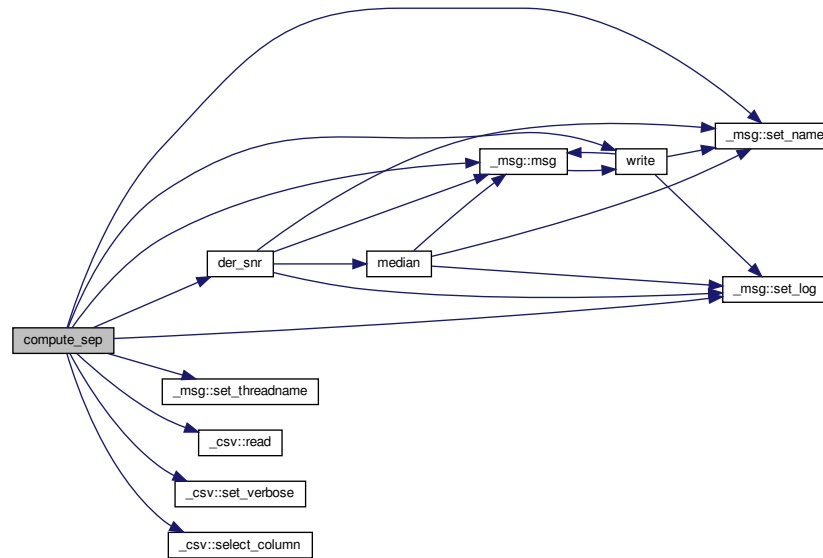 _msg::set_name
_msg::msg
write
der_snr
median
_msg::set_log
compute_sep
_msg::set_threadname
_csv::read
_csv::set_verbose
_csv::select_column